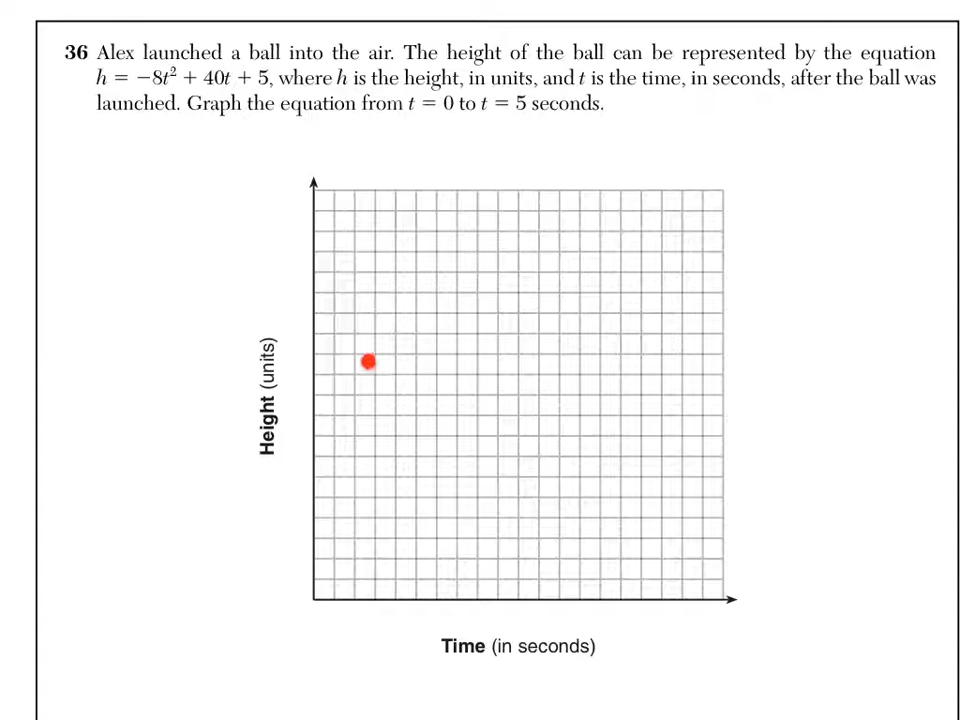 36 Alex launched a ball into the air. The height of the ball can be represented by the equation
h = −8t² + 40t + 5, where h is the height, in units, and t is the time, in seconds, after the ball was
launched. Graph the equation from t = 0 to t = 5 seconds.
Height (units)
Time (in seconds)